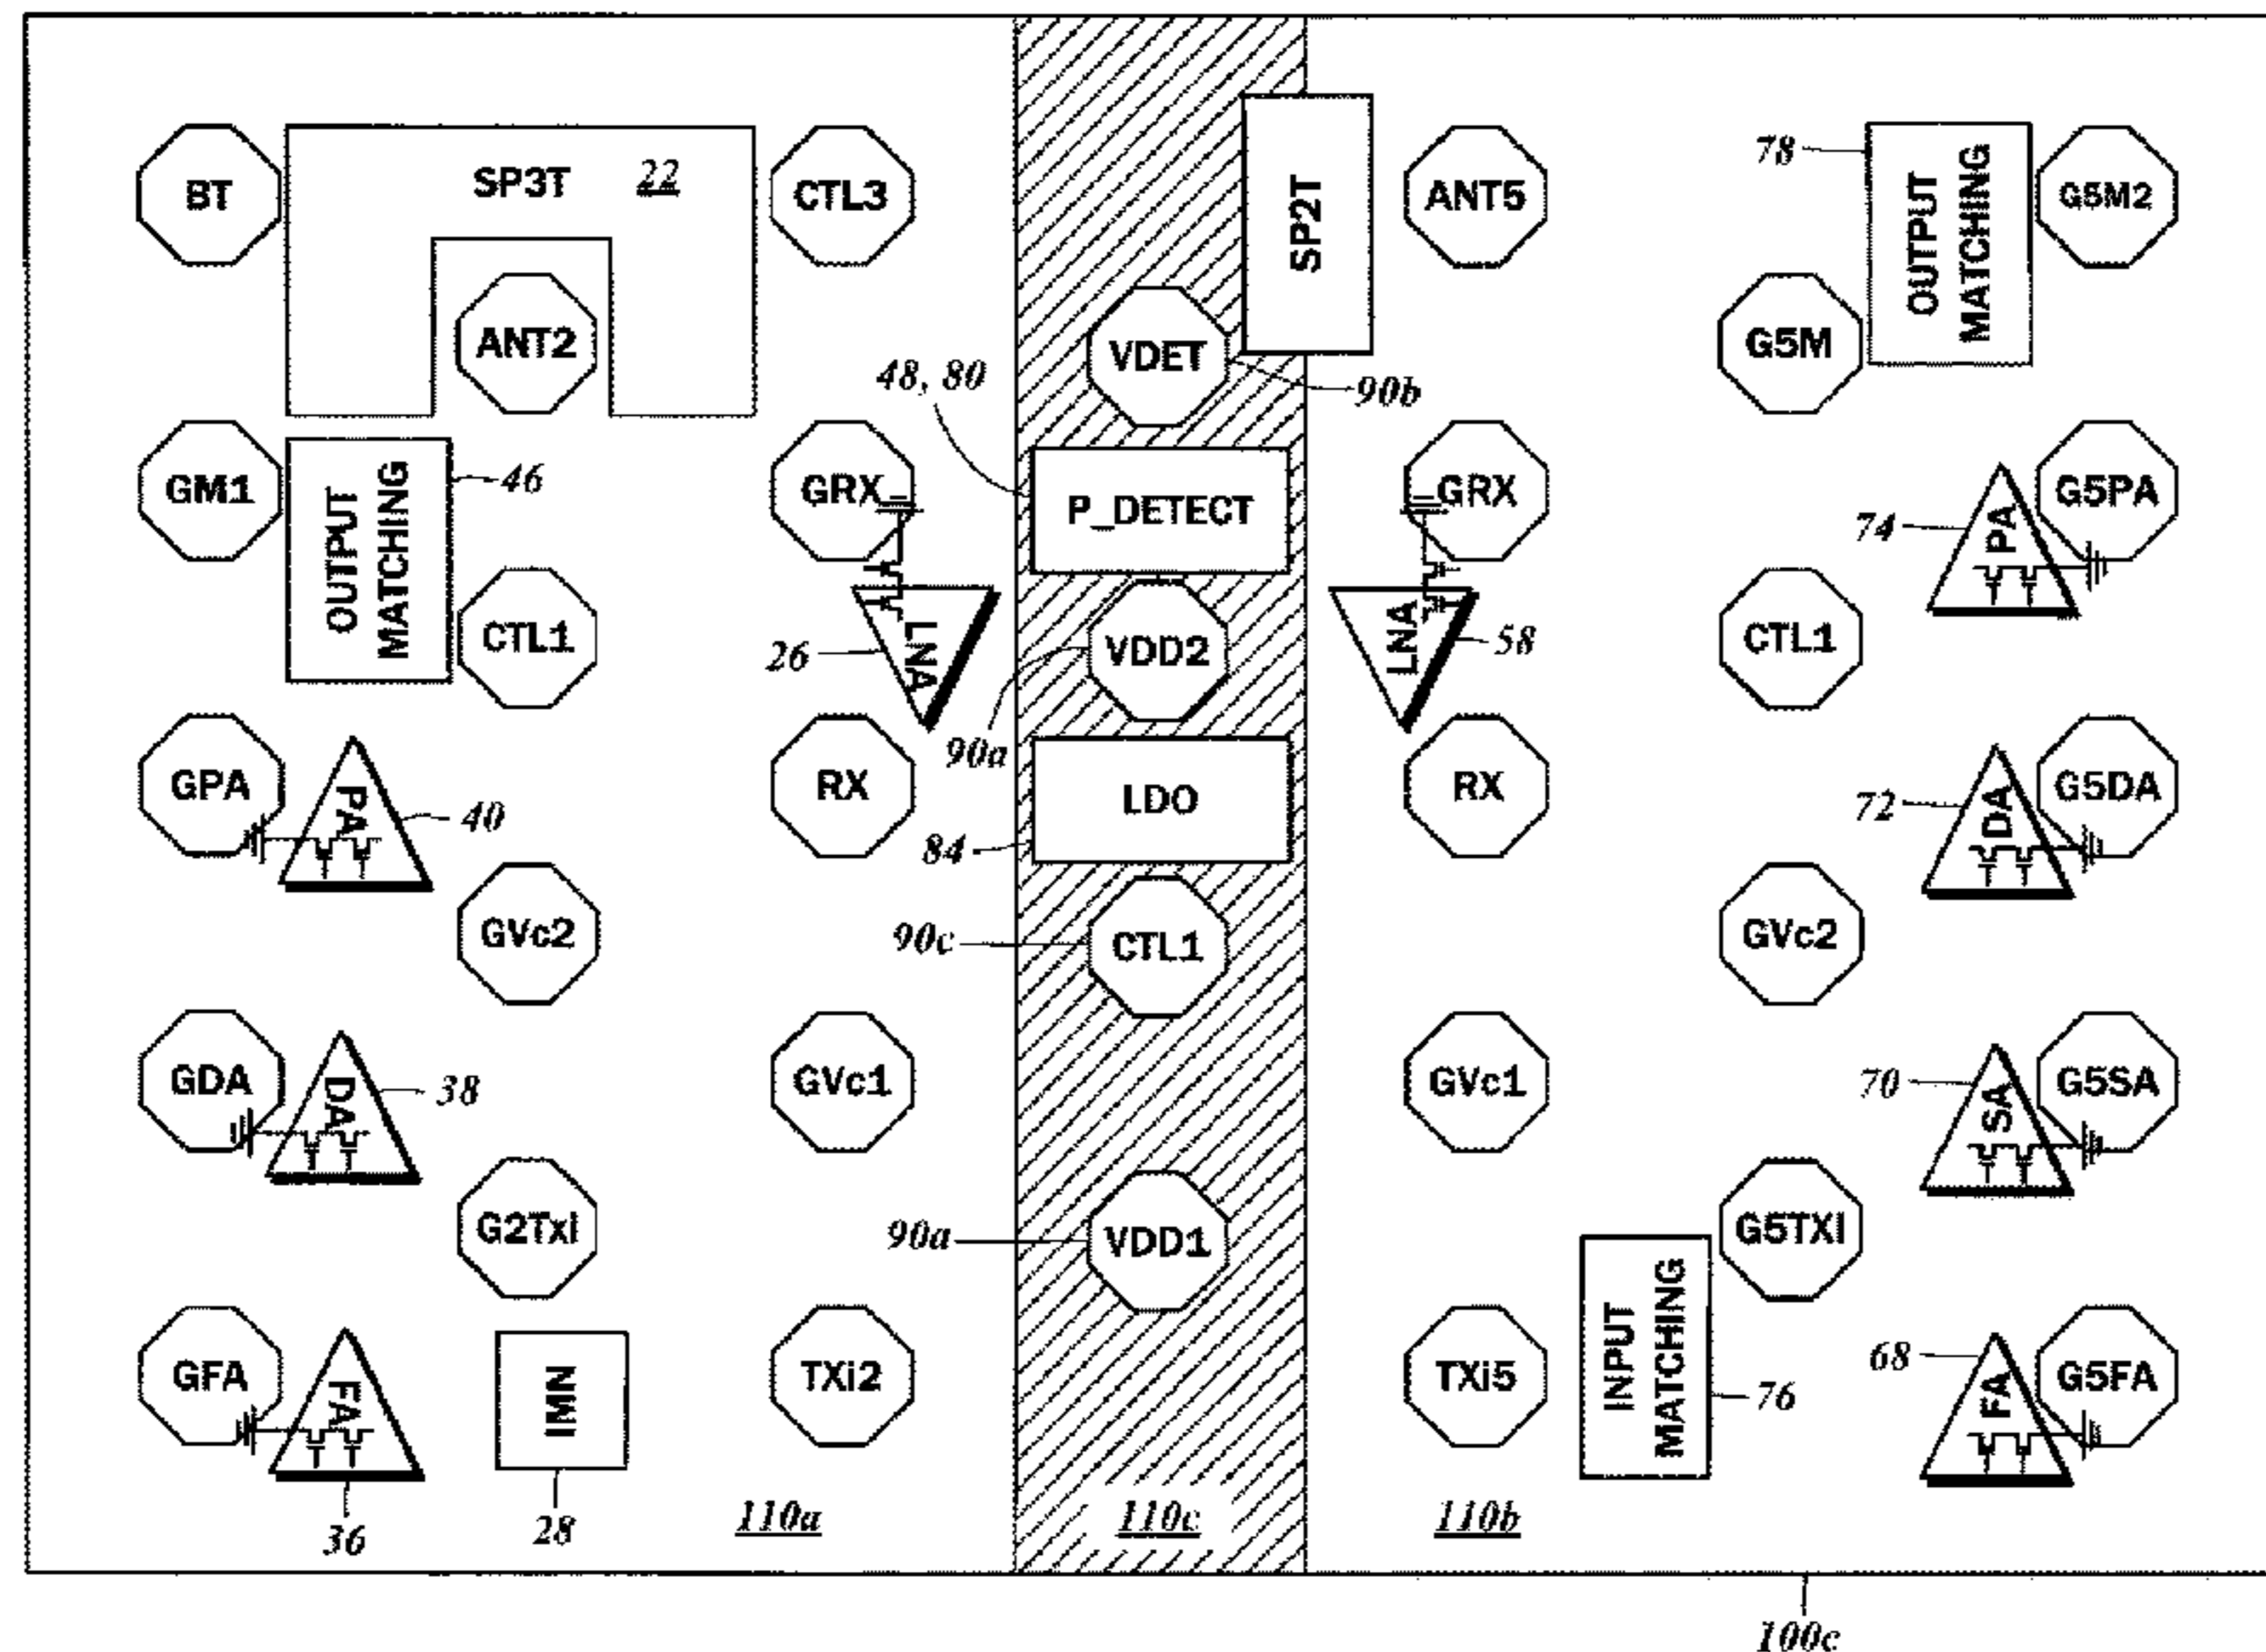 BT
SP3T 22
CTL3
SP2T
ANT5
78
OUTPUT MATCHING
G5M2
ANT2
VDET
90b
G5M
48, 80
GM1
OUTPUT MATCHING
46
GRX
P_DETECT
GRX
74
PA
G5PA
CTL1
26
LNA
VDD2
LNA
58
CTL1
90a
GPA
PA
40
RX
LDO
84
RX
72
DA
G5DA
GVc2
90c
CTL1
GVc2
GDA
DA
38
GVc1
GVc1
70
SA
G5SA
G2TxI
90a
VDD1
G5TXI
GFA
FA
36
IMN
28
TXi2
TXi5
INPUT MATCHING
76
68
FA
G5FA
110a
110c
110b
100c